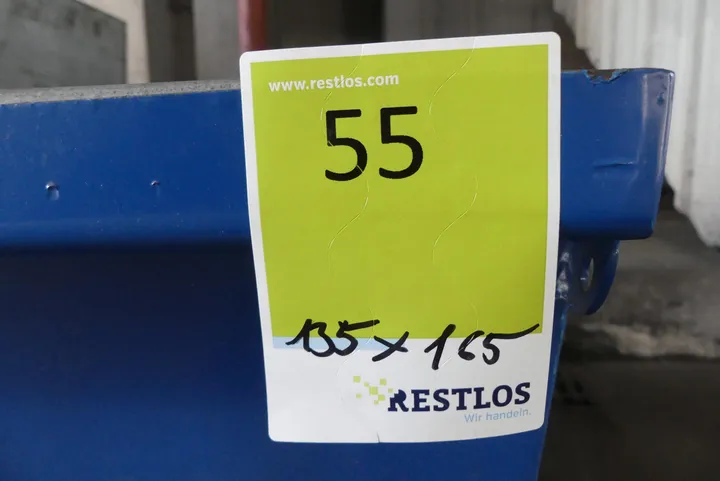 www.restlos.com
55
135 x 165
RESTLOS
Wir handeln.